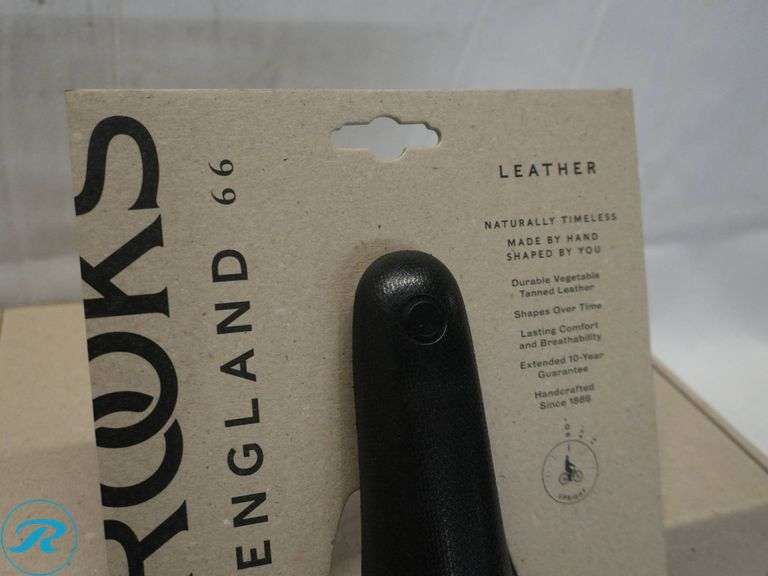 ROOKS
ENGLAND 66
LEATHER
NATURALLY TIMELESS
MADE BY HAND
SHAPED BY YOU
Durable Vegetable
Tanned Leather
Shapes Over Time
Lasting Comfort
and Breathability
Extended 10-Year
Guarantee
Handcrafted
Since 1866
R